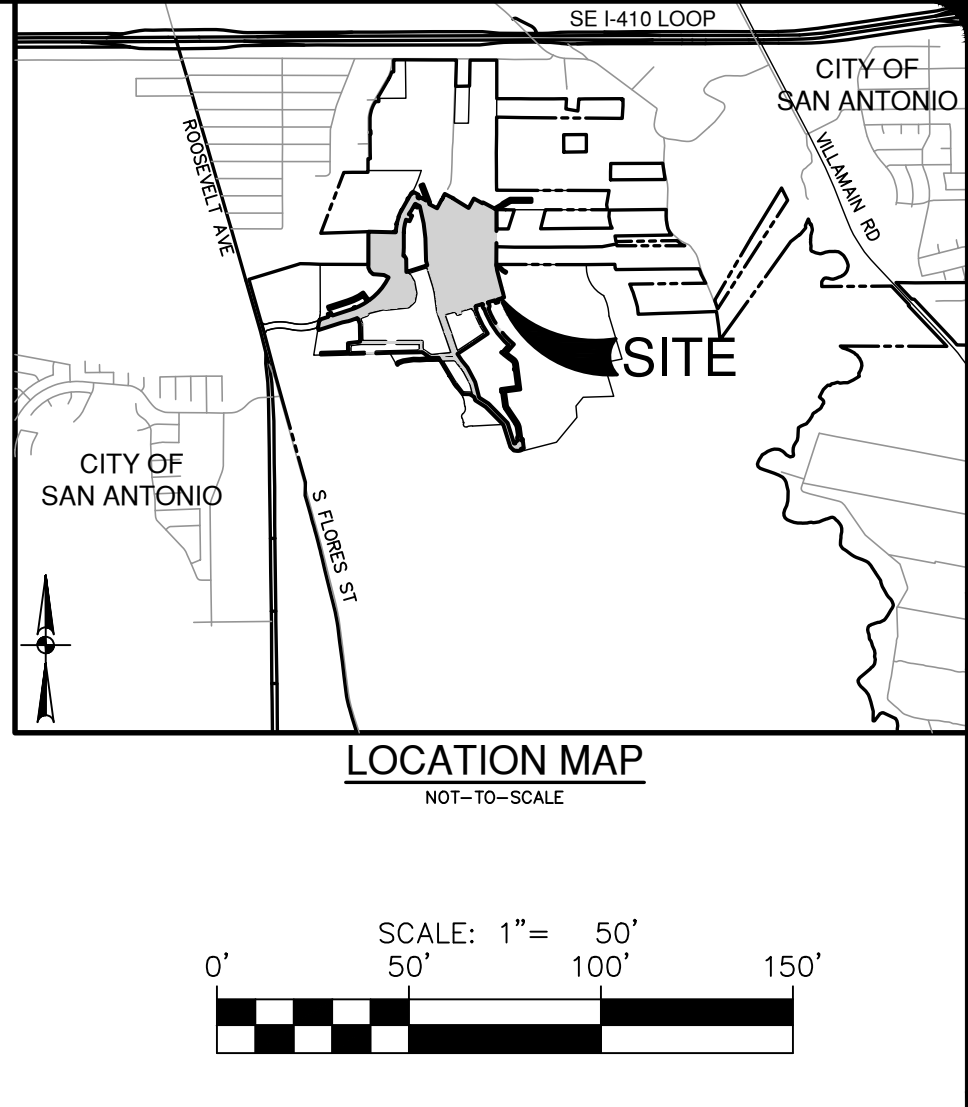 SE I-410 LOOP
CITY OF
SAN ANTONIO
ROOSEVELT AVE
VILLAMAIN RD
SITE
CITY OF
SAN ANTONIO
S FLORES ST
LOCATION MAP
NOT-TO-SCALE
SCALE: 1"= 50'
0' 50' 100' 150'